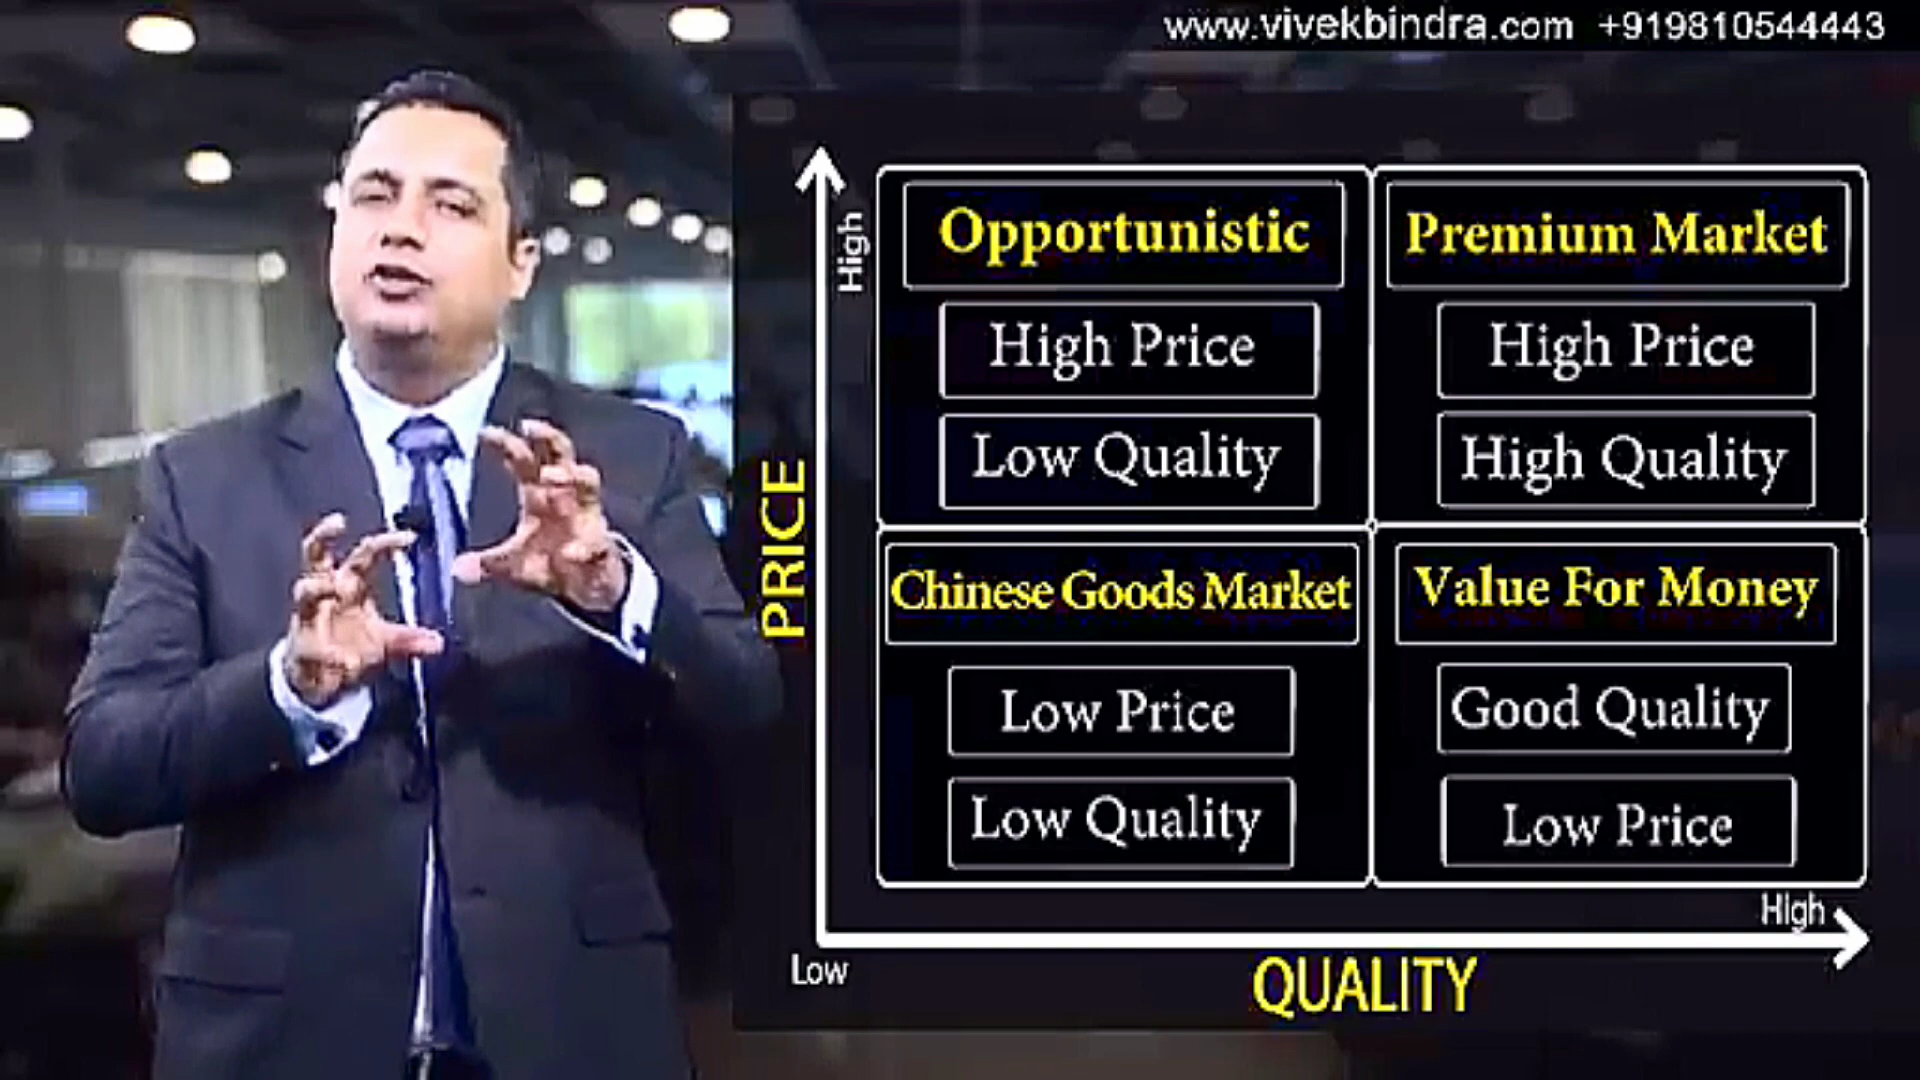 www.vivekbindra.com +919810544443
High
Opportunistic
High Price
Low Quality
Premium Market
High Price
High Quality
PRICE
Chinese Goods Market
Low Price
Low Quality
Value For Money
Good Quality
Low Price
High
Low
QUALITY